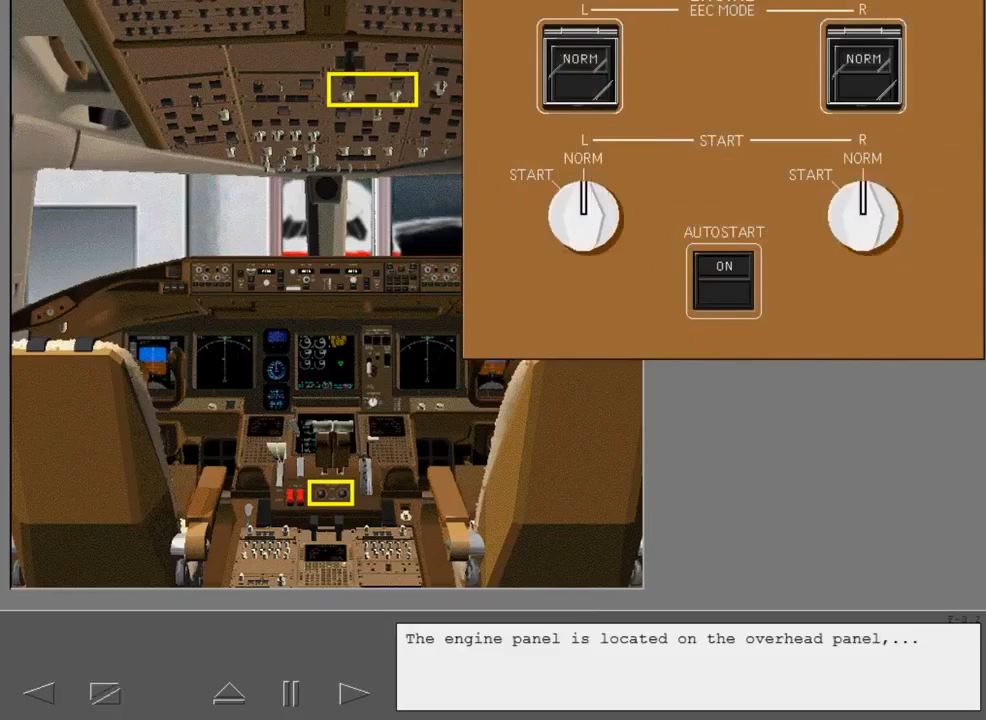 L EEC MODE R
NORM NORM
L START R
NORM NORM
START START
AUTOSTART
ON
The engine panel is located on the overhead panel,...